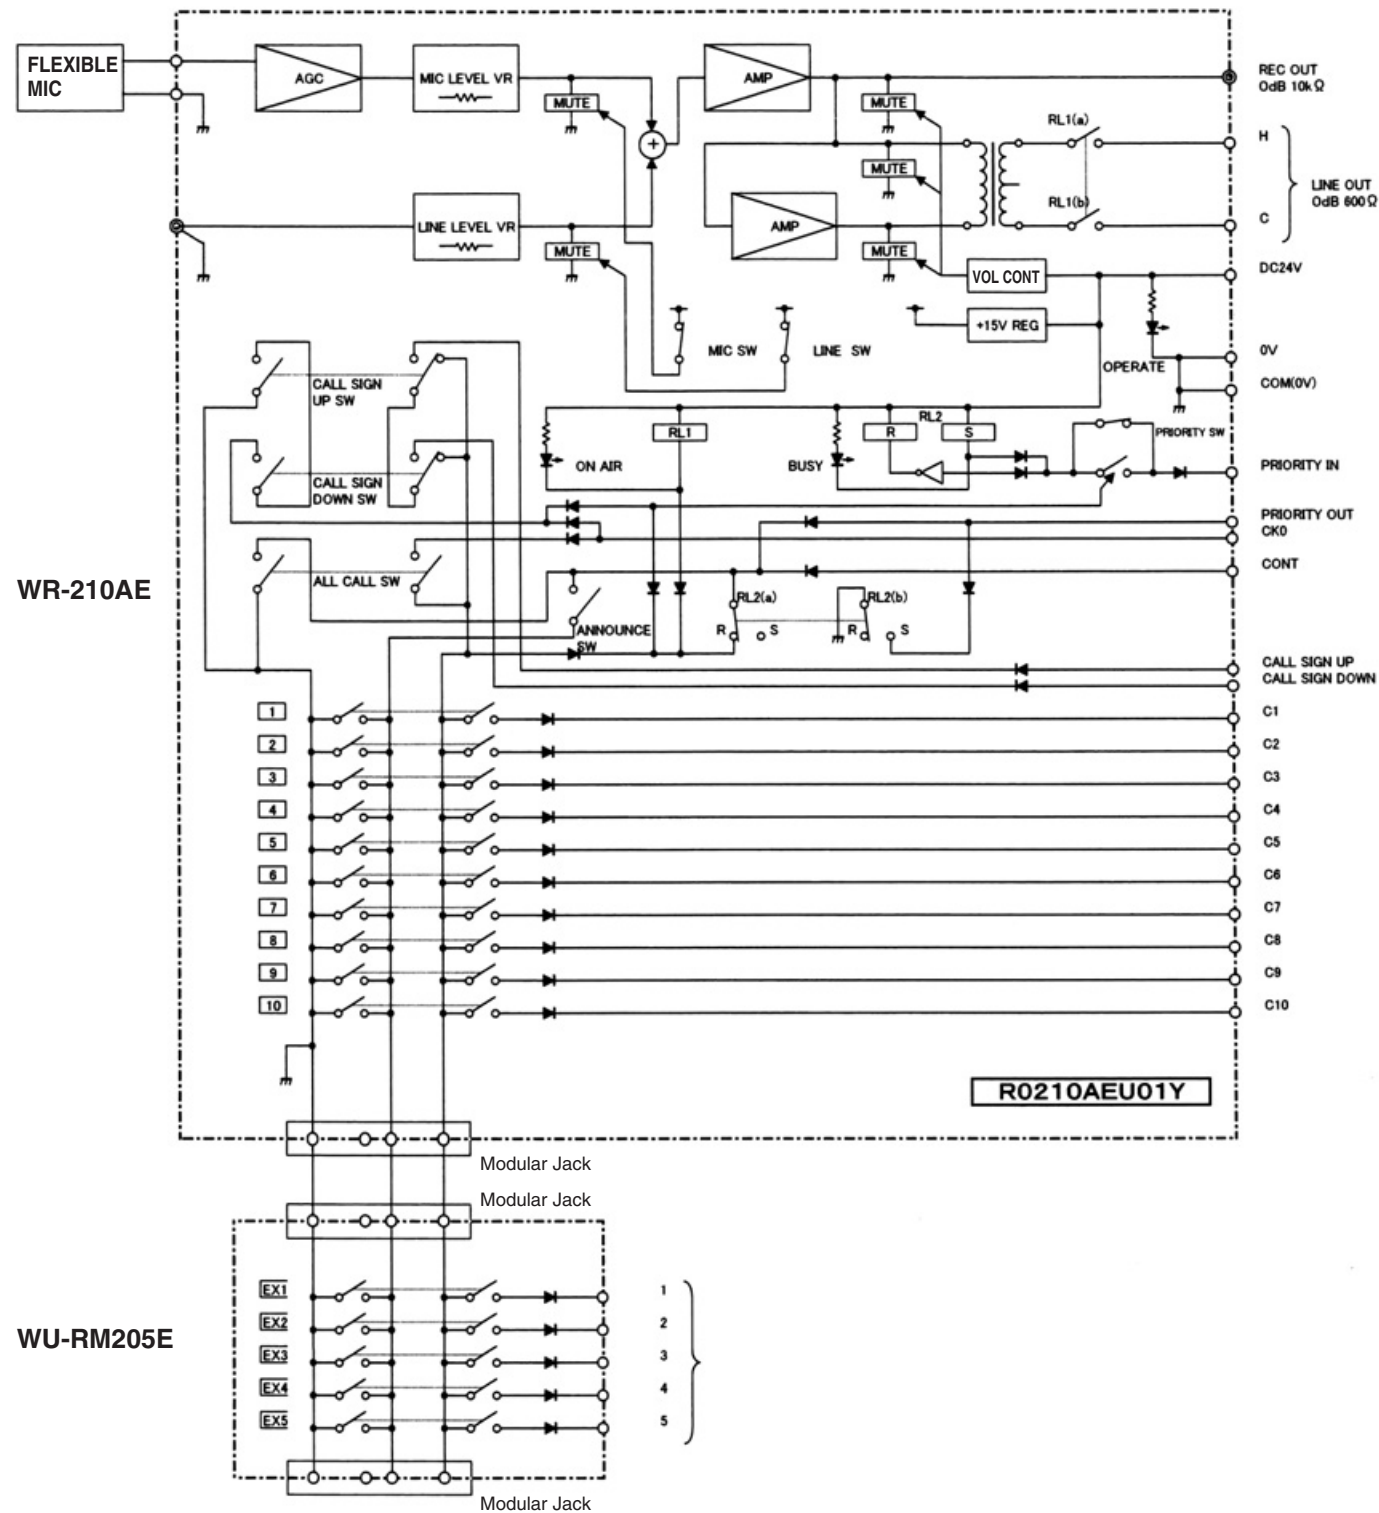 FLEXIBLE
MIC
AGC
MIC LEVEL VR
MUTE
AMP
MUTE
REC OUT
0dB 10kΩ
RL1(a)
H
MUTE
LINE OUT
0dB 600Ω
RL1(b)
C
LINE LEVEL VR
MUTE
AMP
MUTE
VOL CONT
DC24V
+15V REG
MIC SW
LINE SW
OPERATE
0V
COM(0V)
CALL SIGN
UP SW
RL1
RL2
R
S
PRIORITY SW
ON AIR
BUSY
PRIORITY IN
CALL SIGN
DOWN SW
PRIORITY OUT
CK0
CONT
WR-210AE
ALL CALL SW
ANNOUNCE
SW
RL2(a)
R
S
RL2(b)
R
S
CALL SIGN UP
CALL SIGN DOWN
1
C1
2
C2
3
C3
4
C4
5
C5
6
C6
7
C7
8
C8
9
C9
10
C10
R0210AEU01Y
Modular Jack
Modular Jack
WU-RM205E
EX1
1
EX2
2
EX3
3
EX4
4
EX5
5
Modular Jack